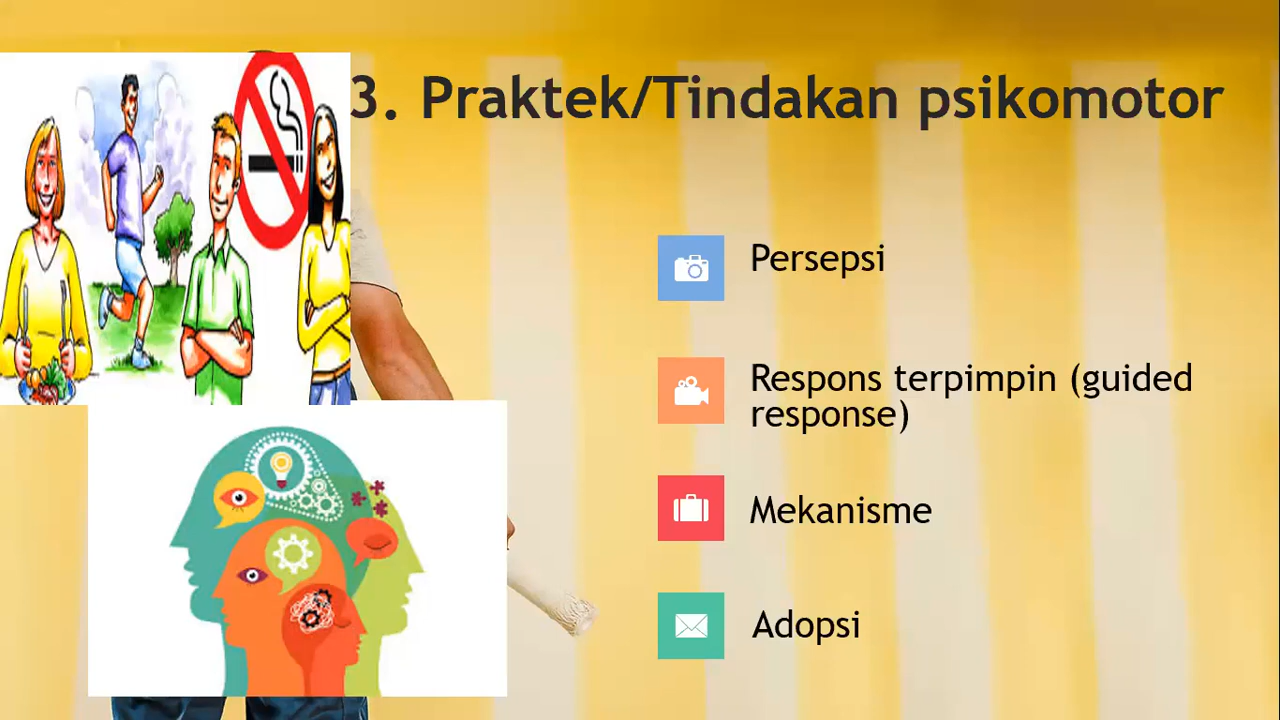 3. Praktek/Tindakan psikomotor
Persepsi
Respons terpimpin (guided
response)
Mekanisme
Adopsi